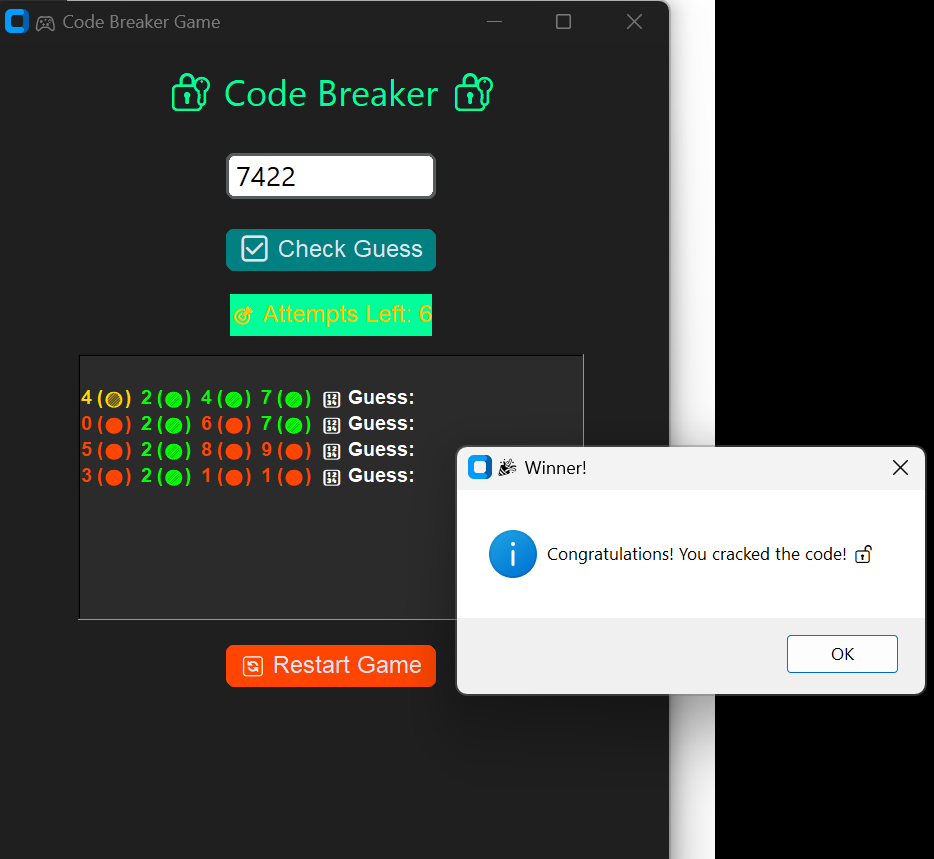 Code Breaker Game
Code Breaker
7422
Check Guess
Attempts Left: 6
4 ( ) 2 ( ) 4 ( ) 7 ( ) Guess:
0 ( ) 2 ( ) 6 ( ) 7 ( ) Guess:
5 ( ) 2 ( ) 8 ( ) 9 ( ) Guess:
3 ( ) 2 ( ) 1 ( ) 1 ( ) Guess:
Winner!
Congratulations! You cracked the code!
OK
Restart Game